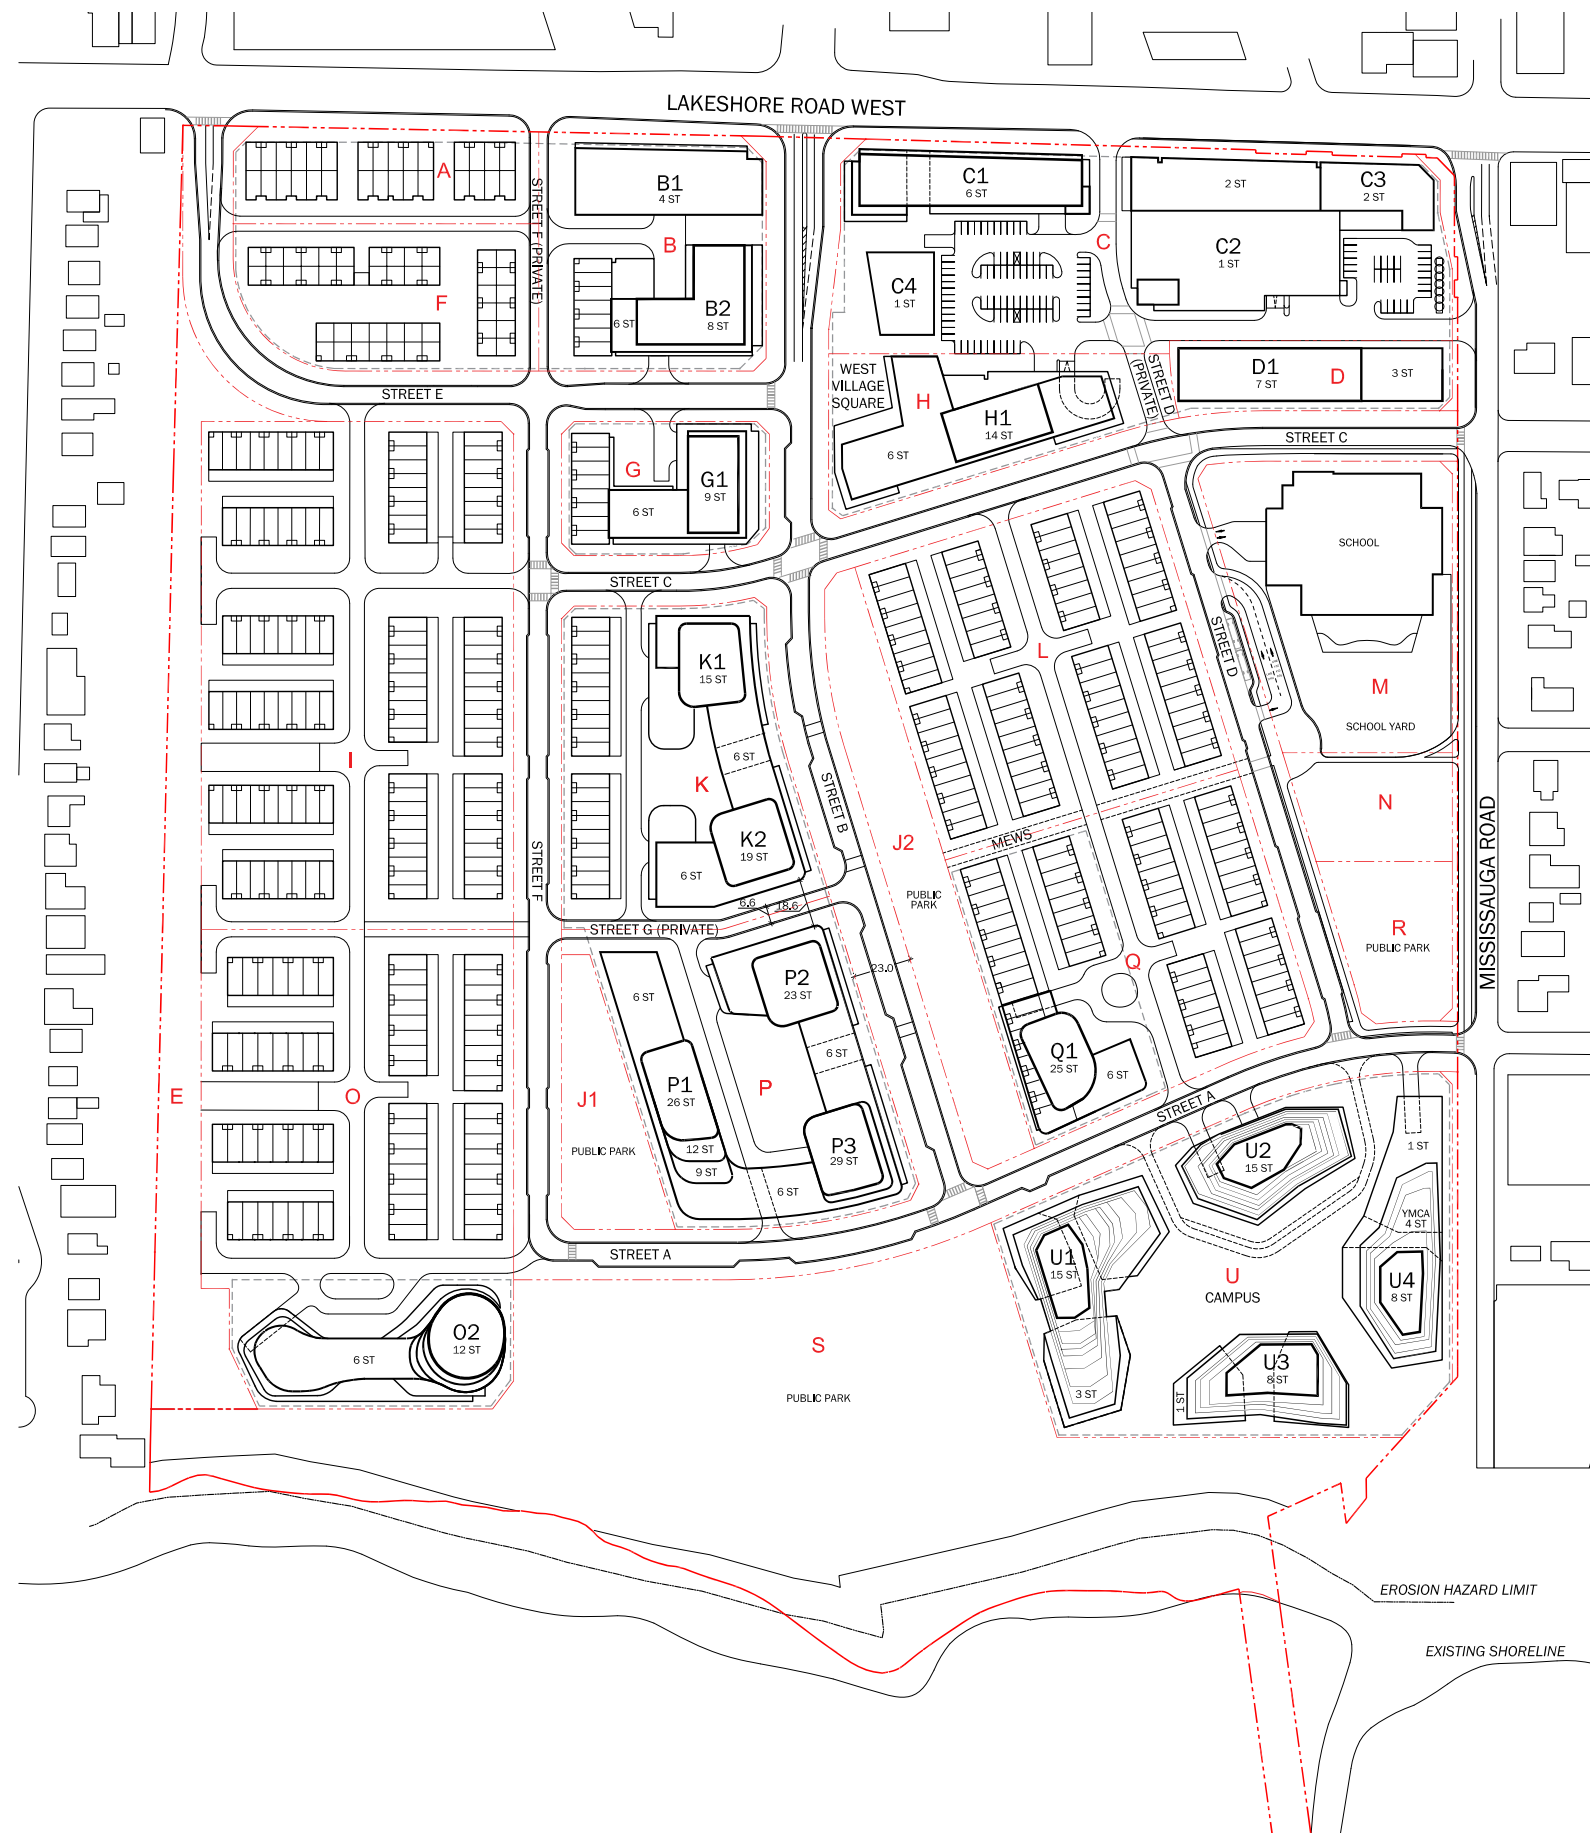 LAKESHORE ROAD WEST
A
STREET F (PRIVATE)
B1
4 ST
C1
6 ST
2 ST
C3
2 ST
B
C
C2
1 ST
C4
1 ST
F
6 ST
B2
8 ST
STREET E
WEST
VILLAGE
SQUARE
H
H1
14 ST
6 ST
STREET D
(PRIVATE)
D1
7 ST
D
3 ST
STREET C
G
G1
9 ST
6 ST
SCHOOL
STREET C
K1
15 ST
6 ST
K
K2
19 ST
6 ST
STREET B
L
STREET D
M
SCHOOL YARD
I
STREET F
J2
MEWS
PUBLIC
PARK
N
MISSISSAUGA ROAD
R
PUBLIC PARK
6.6
18.6
STREET G (PRIVATE)
6 ST
P2
23 ST
23.0
Q
6 ST
P1
26 ST
P
Q1
25 ST
6 ST
E
O
J1
PUBLIC PARK
12 ST
9 ST
P3
29 ST
6 ST
STREET A
U2
15 ST
1 ST
YMCA
4 ST
STREET A
U1
15 ST
U
CAMPUS
U4
8 ST
O2
12 ST
6 ST
S
PUBLIC PARK
U3
8 ST
1 ST
3 ST
EROSION HAZARD LIMIT
EXISTING SHORELINE